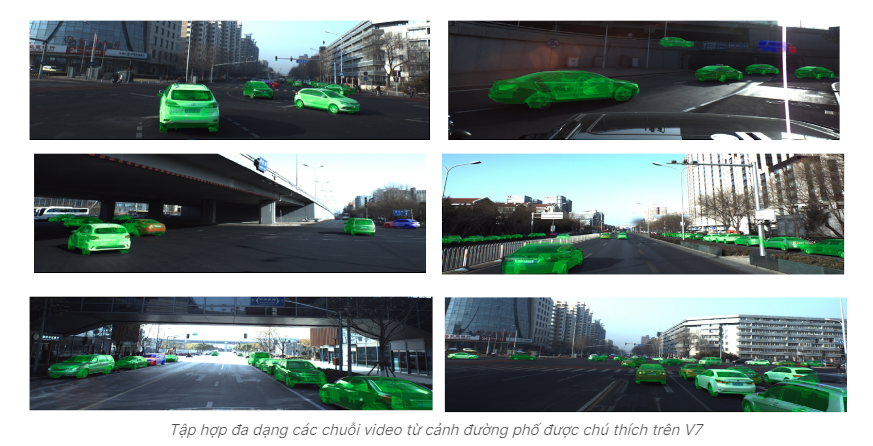 Tập hợp đa dạng các chuỗi video từ cảnh đường phố được chú thích trên V7